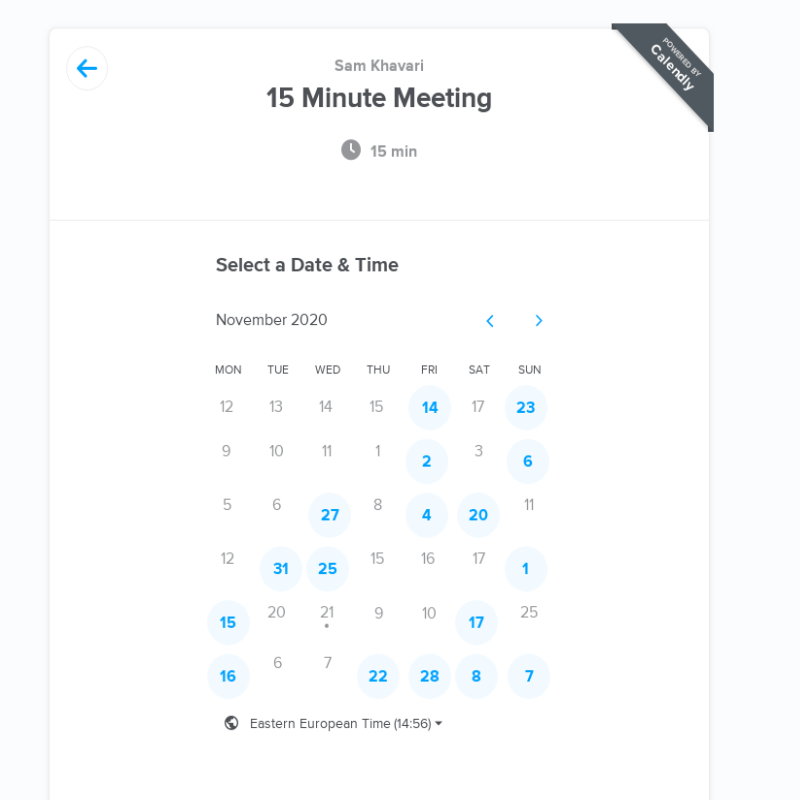 POWERED BY
Calendly
Sam Khavari
15 Minute Meeting
15 min
Select a Date & Time
November 2020
MON TUE WED THU FRI SAT SUN
12 13 14 15 14 17 23
9 10 11 1 2 3 6
5 6 27 8 4 20 11
12 31 25 15 16 17 1
15 20 21 9 10 17 25
16 6 7 22 28 8 7
Eastern European Time (14:56)